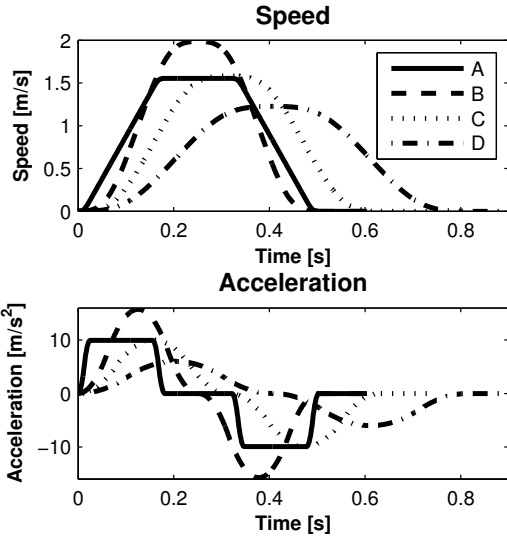 Speed
2
1.5
1
0.5
0
Speed [m/s]
A
B
C
D
0 0.2 0.4 0.6 0.8
Time [s]
Acceleration
10
0
−10
Acceleration [m/s²]
0 0.2 0.4 0.6 0.8
Time [s]